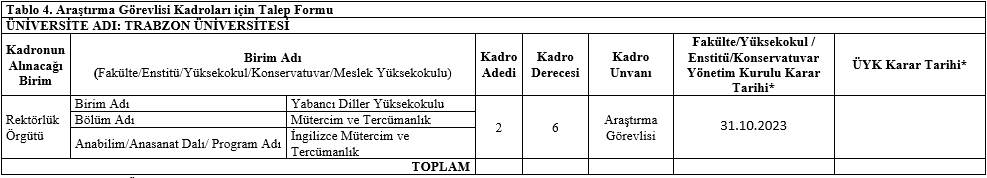 Tablo 4. Araştırma Görevlisi Kadroları için Talep Formu
ÜNİVERSİTE ADI: TRABZON ÜNİVERSİTESİ
Kadronun
Alınacağı
Birim
Birim Adı
(Fakülte/Enstitü/Yüksekokul/Konservatuvar/Meslek Yüksekokulu)
Kadro
Adedi
Kadro
Derecesi
Kadro
Unvanı
Fakülte/Yüksekokul /
Enstitü/Konservatuvar
Yönetim Kurulu Karar
Tarihi*
ÜYK Karar Tarihi*
Rektörlük
Örgütü
Birim Adı
Yabancı Diller Yüksekokulu
Bölüm Adı
Mütercim ve Tercümanlık
Anabilim/Anasanat Dalı/ Program Adı
İngilizce Mütercim ve
Tercümanlık
2
6
Araştırma
Görevlisi
31.10.2023
TOPLAM